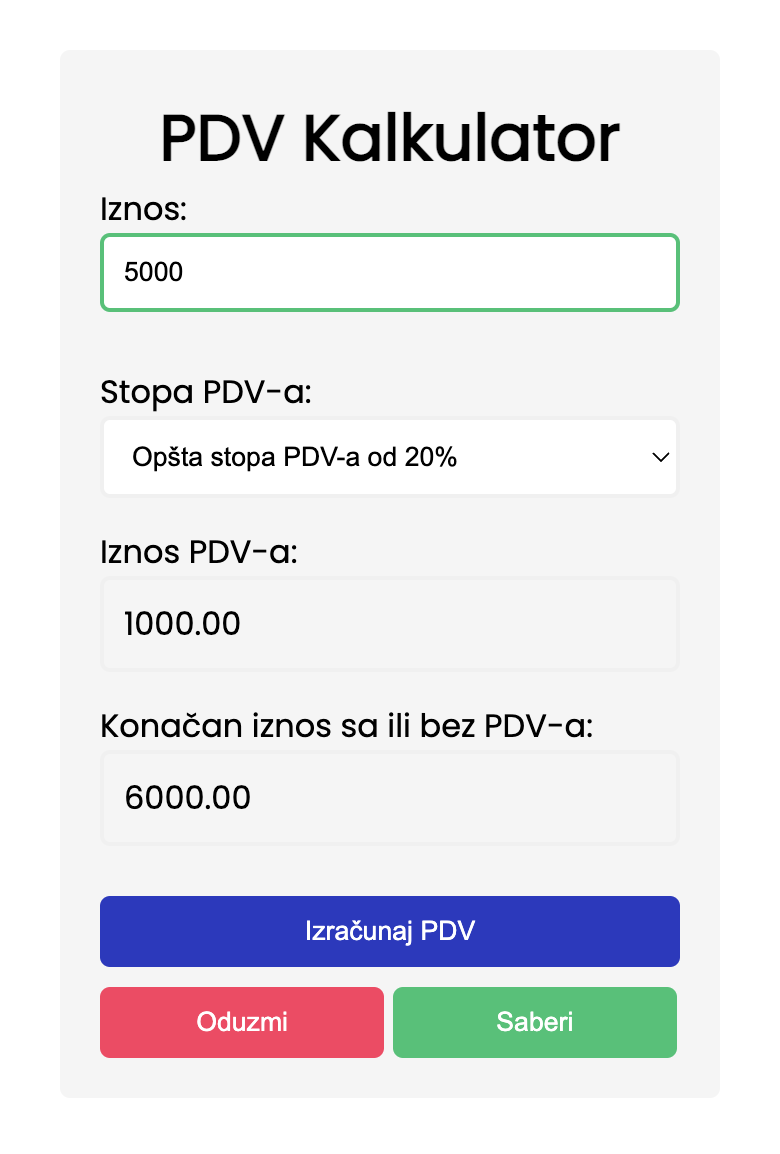 PDV Kalkulator
Iznos:
5000
Stopa PDV-a:
Opšta stopa PDV-a od 20%
Iznos PDV-a:
1000.00
Konačan iznos sa ili bez PDV-a:
6000.00
Izračunaj PDV
Oduzmi
Saberi